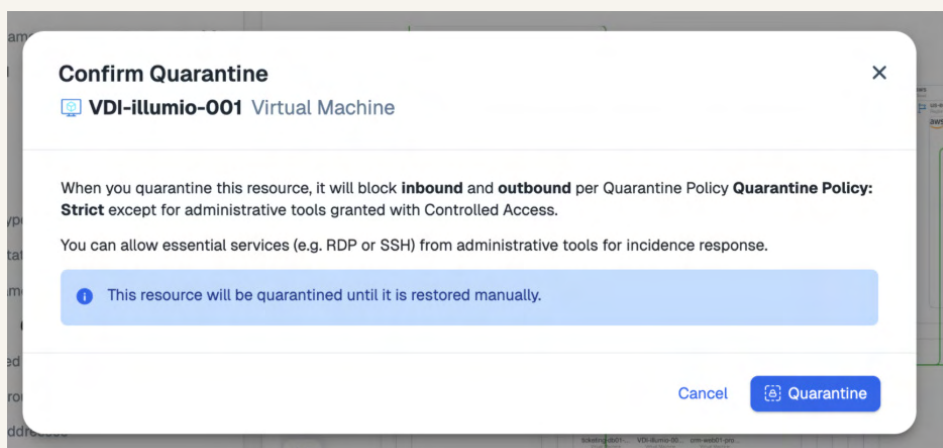 Confirm Quarantine
VDI-illumio-001 Virtual Machine
When you quarantine this resource, it will block inbound and outbound per Quarantine Policy Quarantine Policy:
Strict except for administrative tools granted with Controlled Access.
You can allow essential services (e.g. RDP or SSH) from administrative tools for incidence response.
This resource will be quarantined until it is restored manually.
Cancel Quarantine